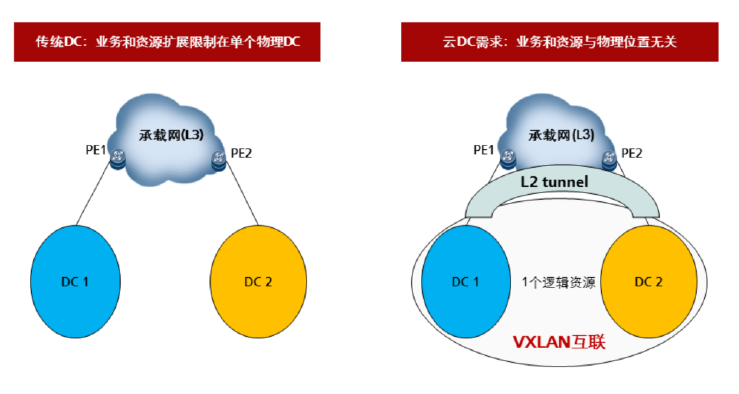 传统DC：业务和资源扩展限制在单个物理DC
承载网(L3)
PE1
PE2
DC 1
DC 2
云DC需求：业务和资源与物理位置无关
承载网(L3)
PE1
PE2
L2 tunnel
DC 1
1个逻辑资源
DC 2
VXLAN互联